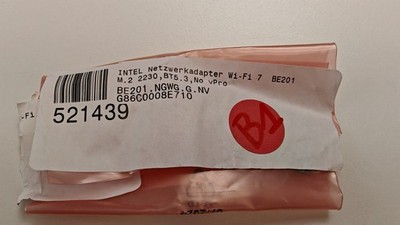 INTEL Netzwerkadapter Wi-Fi 7 BE201
M.2 2230,BT5.3,No vPro
BE201.NGWG.G.NV
G86C0008E710
521439
B1